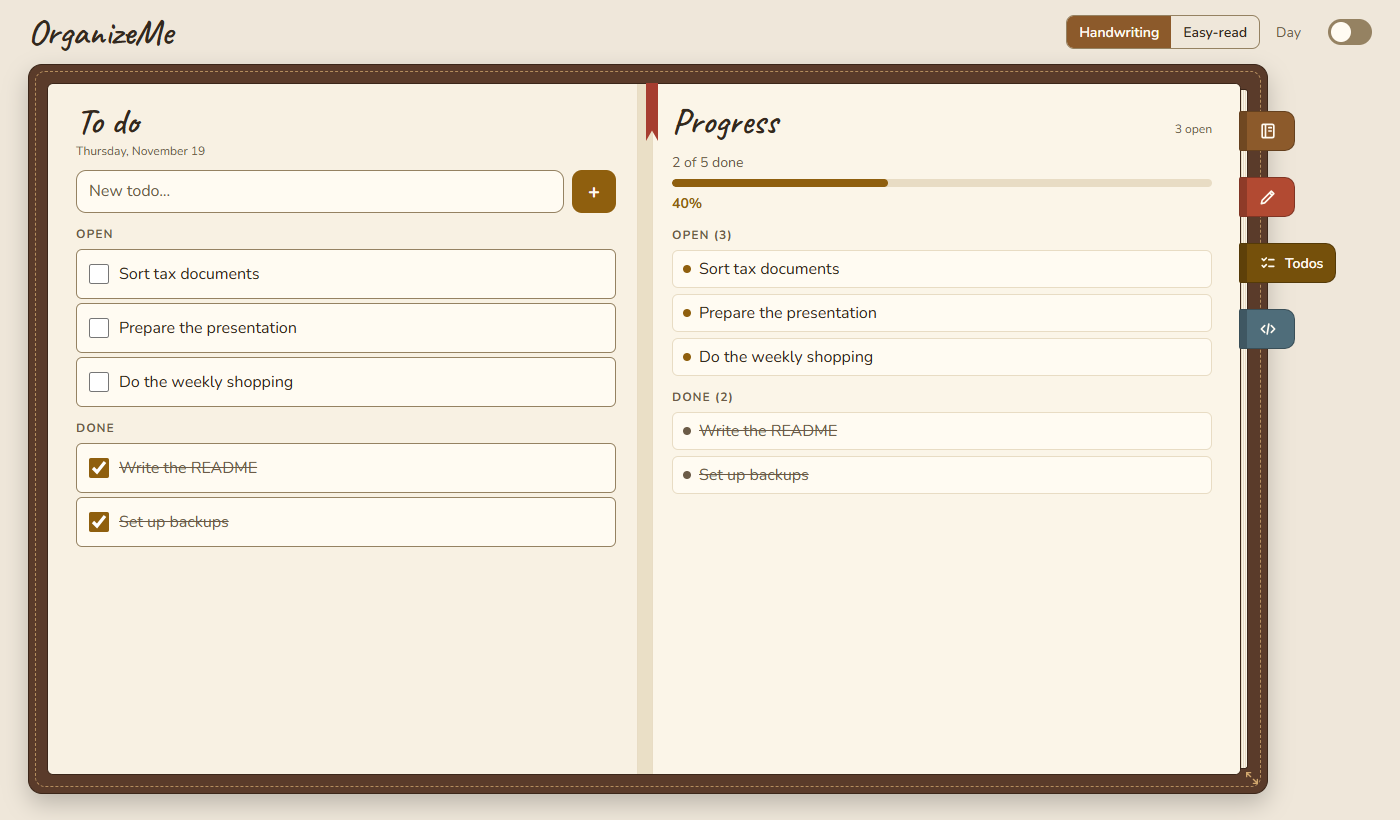 OrganizeMe
Handwriting Easy-read Day
To do
Thursday, November 19
New todo...
+
OPEN
Sort tax documents
Prepare the presentation
Do the weekly shopping
DONE
Write the README
Set up backups
Progress
3 open
2 of 5 done
40%
OPEN (3)
Sort tax documents
Prepare the presentation
Do the weekly shopping
DONE (2)
Write the README
Set up backups
Todos